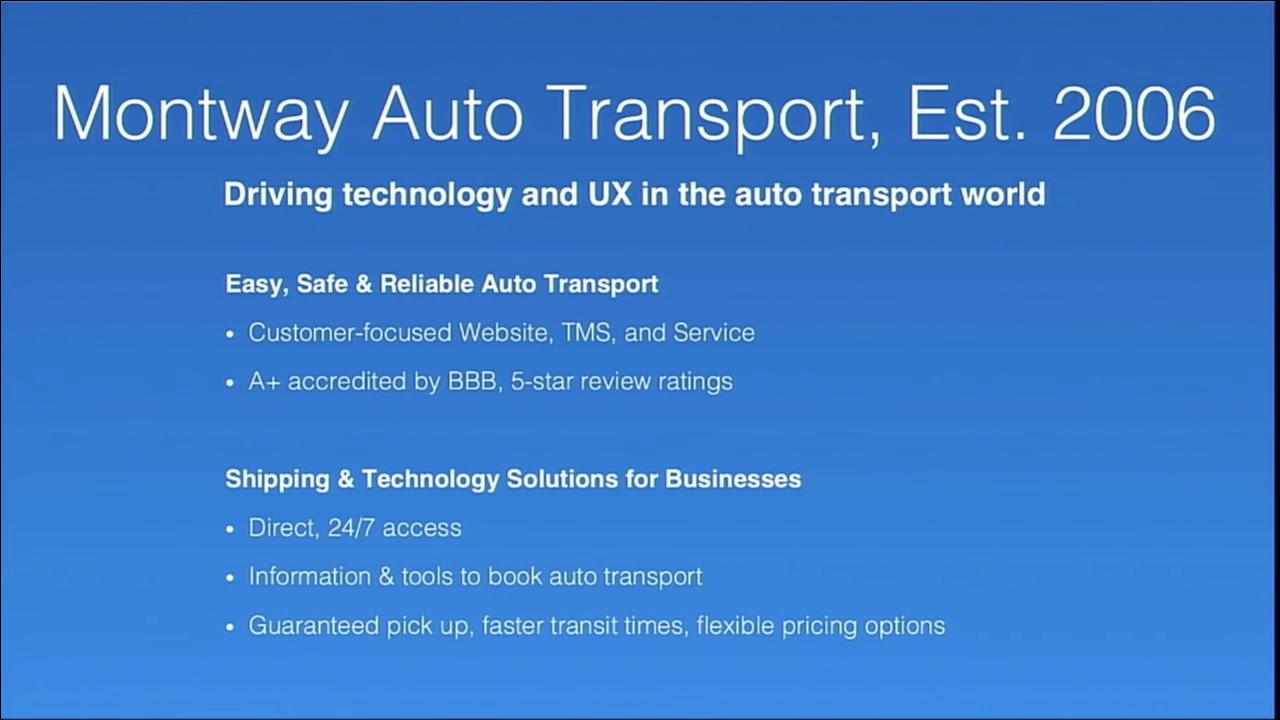 Montway Auto Transport, Est. 2006
Driving technology and UX in the auto transport world
Easy, Safe & Reliable Auto Transport
• Customer-focused Website, TMS, and Service
• A+ accredited by BBB, 5-star review ratings
Shipping & Technology Solutions for Businesses
• Direct, 24/7 access
• Information & tools to book auto transport
• Guaranteed pick up, faster transit times, flexible pricing options